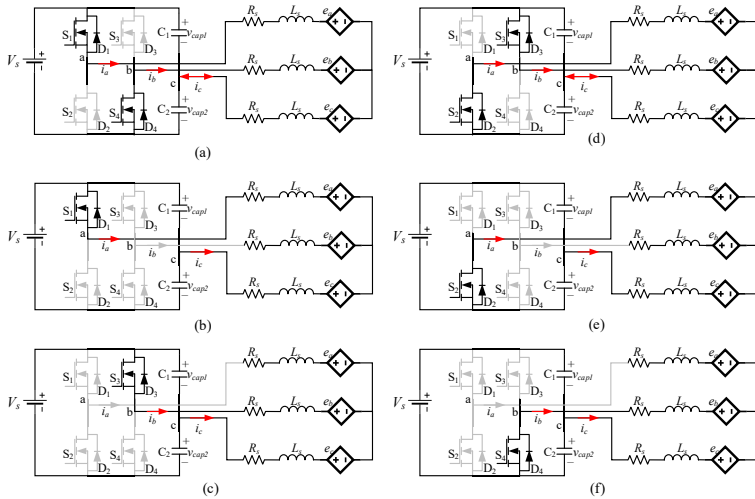 S1 D1 S3 D3 C1 + vcap1 − Rs Ls ea
Vs + − a b c ia ib ic Rs Ls eb
S2 D2 S4 D4 C2 + vcap2 − Rs Ls ec
(a)
S1 D1 S3 D3 C1 + vcap1 − Rs Ls ea
Vs + − a b c ia ib ic Rs Ls eb
S2 D2 S4 D4 C2 + vcap2 − Rs Ls ec
(d)
S1 D1 S3 D3 C1 + vcap1 − Rs Ls ea
Vs + − a b c ia ib ic Rs Ls eb
S2 D2 S4 D4 C2 + vcap2 − Rs Ls ec
(b)
S1 D1 S3 D3 C1 + vcap1 − Rs Ls ea
Vs + − a b c ia ib ic Rs Ls eb
S2 D2 S4 D4 C2 + vcap2 − Rs Ls ec
(e)
S1 D1 S3 D3 C1 + vcap1 − Rs Ls ea
Vs + − a b c ia ib ic Rs Ls eb
S2 D2 S4 D4 C2 + vcap2 − Rs Ls ec
(c)
S1 D1 S3 D3 C1 + vcap1 − Rs Ls ea
Vs + − a b c ia ib ic Rs Ls eb
S2 D2 S4 D4 C2 + vcap2 − Rs Ls ec
(f)